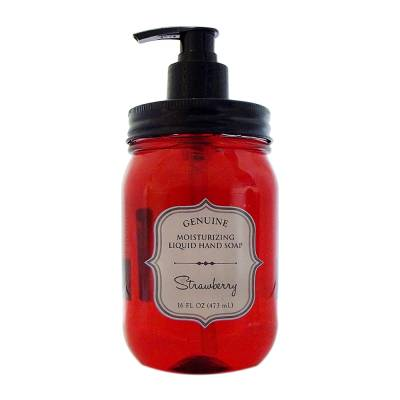 GENUINE
MOISTURIZING
LIQUID HAND SOAP
Strawberry
16 FL OZ (473 mL)